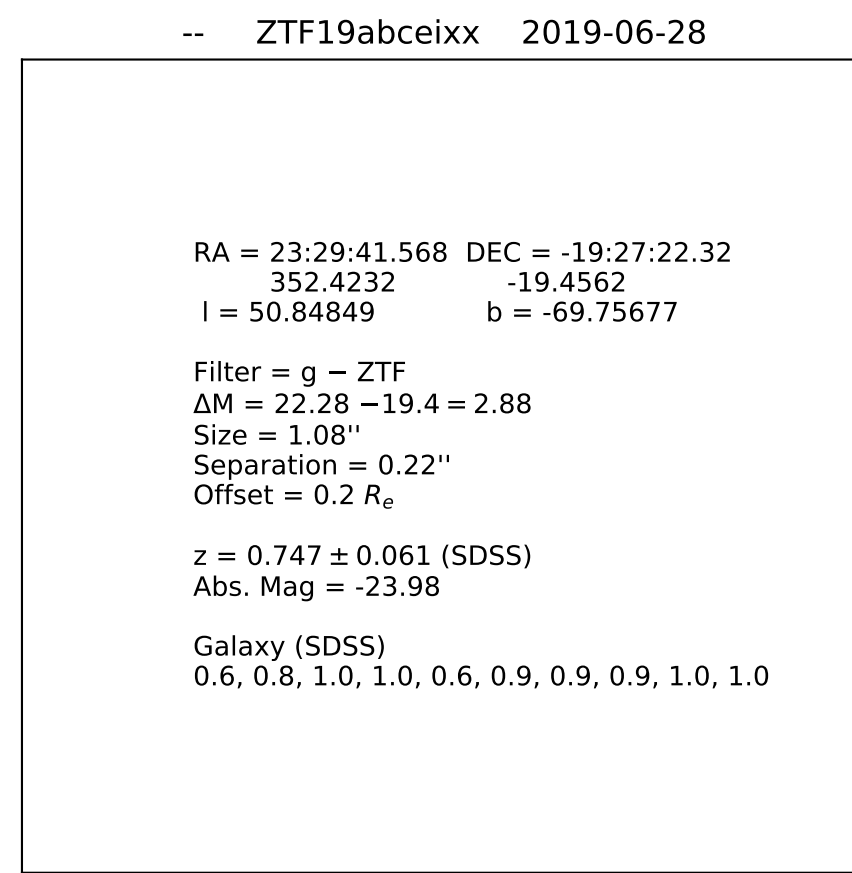 -- ZTF19abceixx 2019-06-28
RA = 23:29:41.568 DEC = -19:27:22.32
352.4232 -19.4562
l = 50.84849 b = -69.75677
Filter = g − ZTF
ΔM = 22.28 −19.4 = 2.88
Size = 1.08''
Separation = 0.22''
Offset = 0.2 Rₑ
z = 0.747 ± 0.061 (SDSS)
Abs. Mag = -23.98
Galaxy (SDSS)
0.6, 0.8, 1.0, 1.0, 0.6, 0.9, 0.9, 0.9, 1.0, 1.0